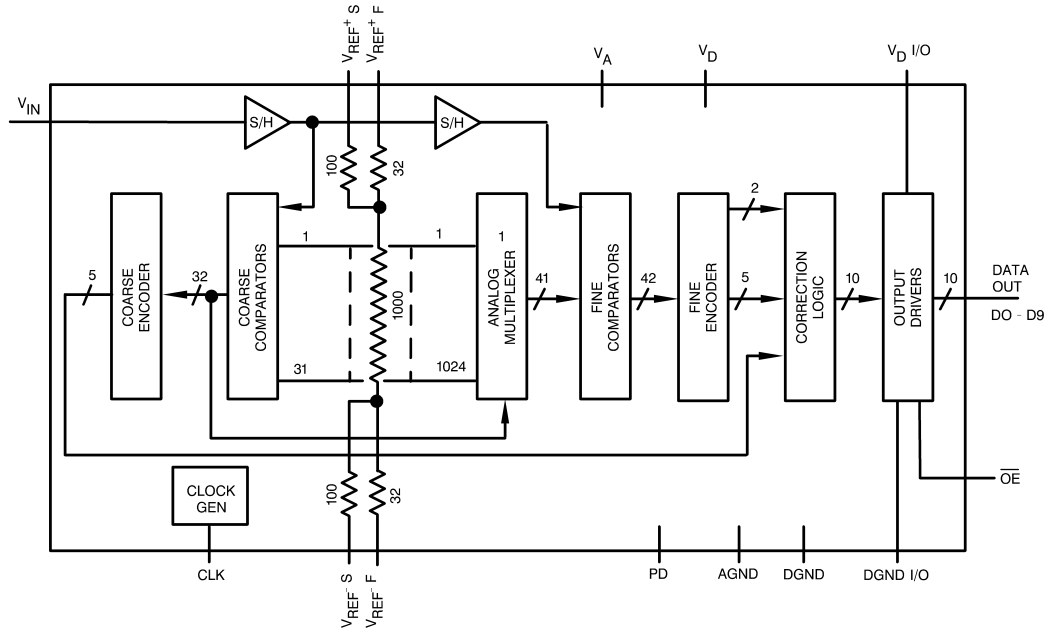 VREF+ S
VREF+ F
VA
VD
VD I/O
VIN
S/H
S/H
100
32
2
1
1
1
5
COARSE
ENCODER
32
COARSE
COMPARATORS
1000
ANALOG
MULTIPLEXER
41
FINE
COMPARATORS
42
FINE
ENCODER
5
CORRECTION
LOGIC
10
OUTPUT
DRIVERS
10
DATA
OUT
DO - D9
31
1024
CLOCK
GEN
100
32
OE
CLK
VREF- S
VREF- F
PD
AGND
DGND
DGND I/O